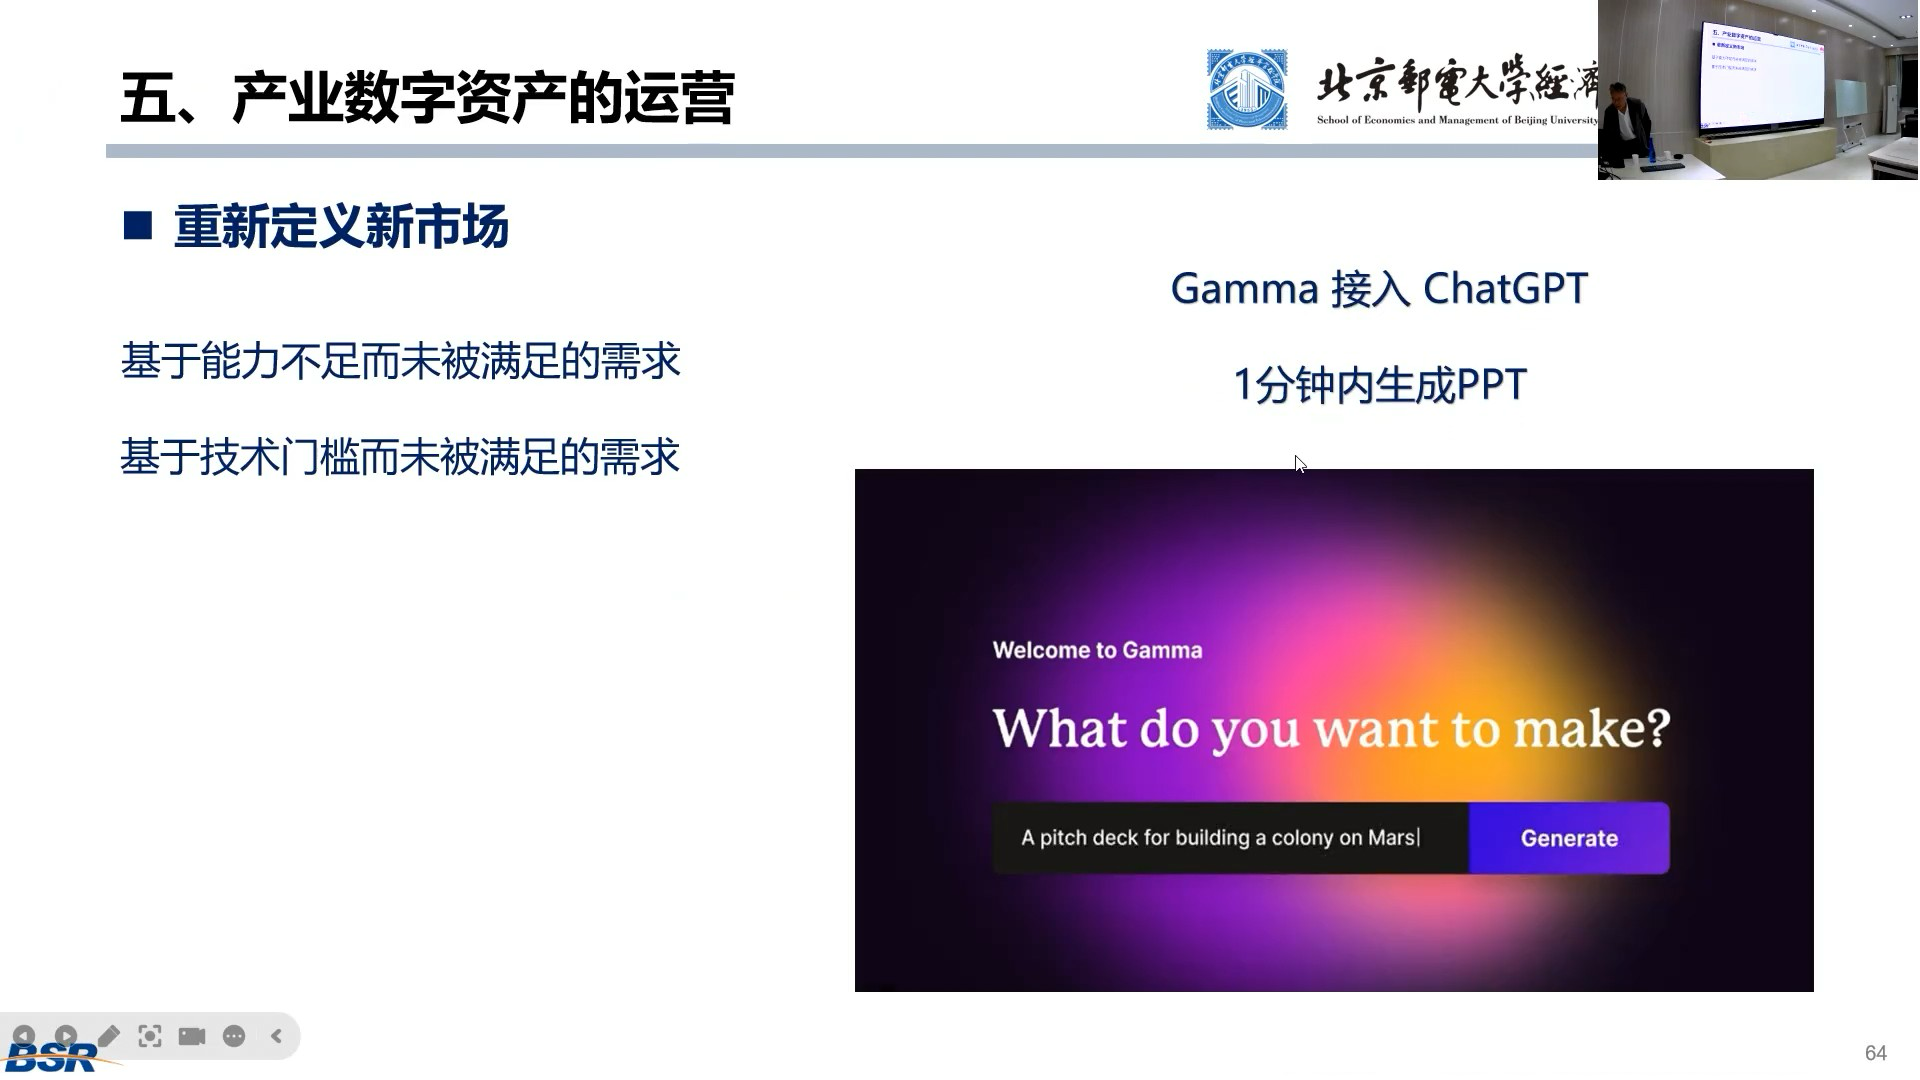 五、产业数字资产的运营
北京郵電大學經濟
School of Economics and Management of Beijing University
重新定义新市场
基于能力不足而未被满足的需求
基于技术门槛而未被满足的需求
Gamma 接入 ChatGPT
1分钟内生成PPT
Welcome to Gamma
What do you want to make?
A pitch deck for building a colony on Mars
Generate
BSR
64